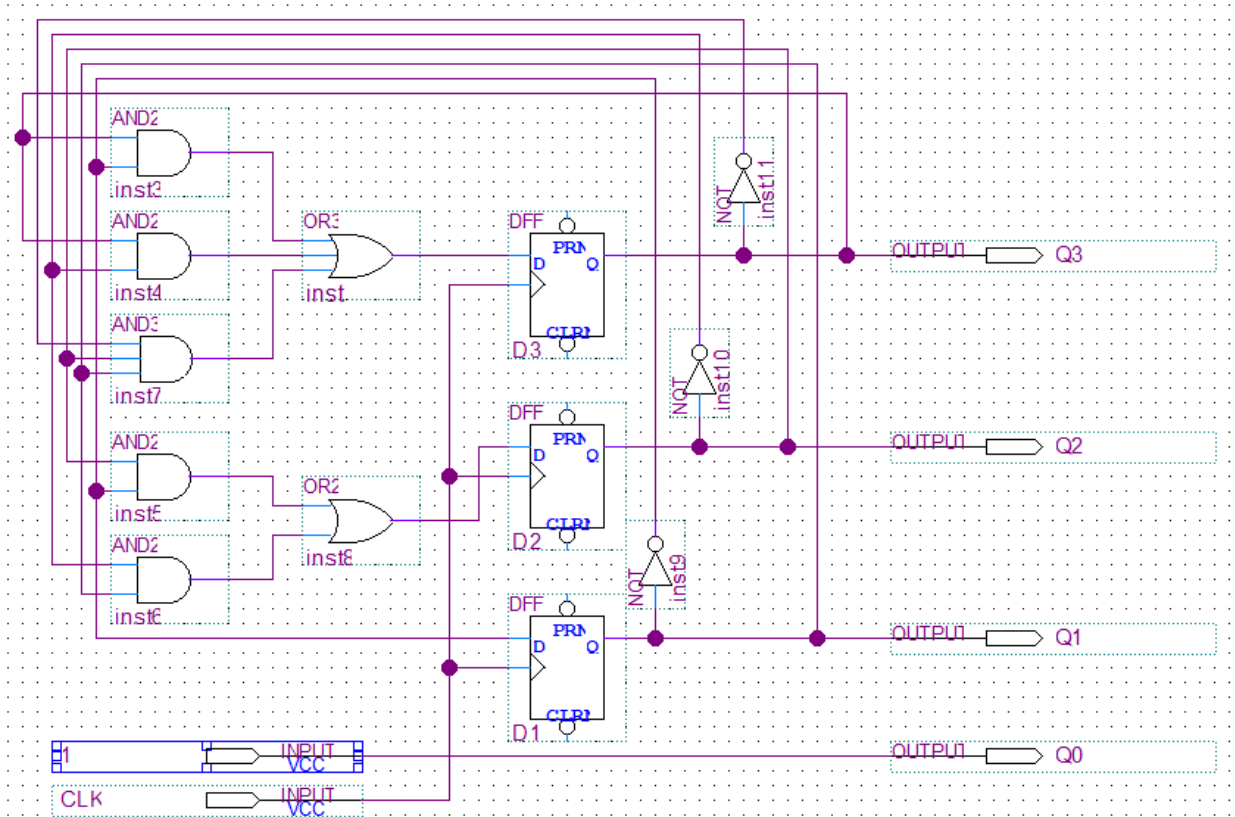 AND2
inst3
AND2
inst4
AND3
inst7
AND2
inst5
AND2
inst6
OR3
inst
OR2
inst8
DFF
PRN
D
Q
CLRN
D3
DFF
PRN
D
Q
CLRN
D2
DFF
PRN
D
Q
CLRN
D1
NOT
inst11
NOT
inst10
NOT
inst9
OUTPUT
Q3
OUTPUT
Q2
OUTPUT
Q1
OUTPUT
Q0
1
INPUT
VCC
CLK
INPUT
VCC